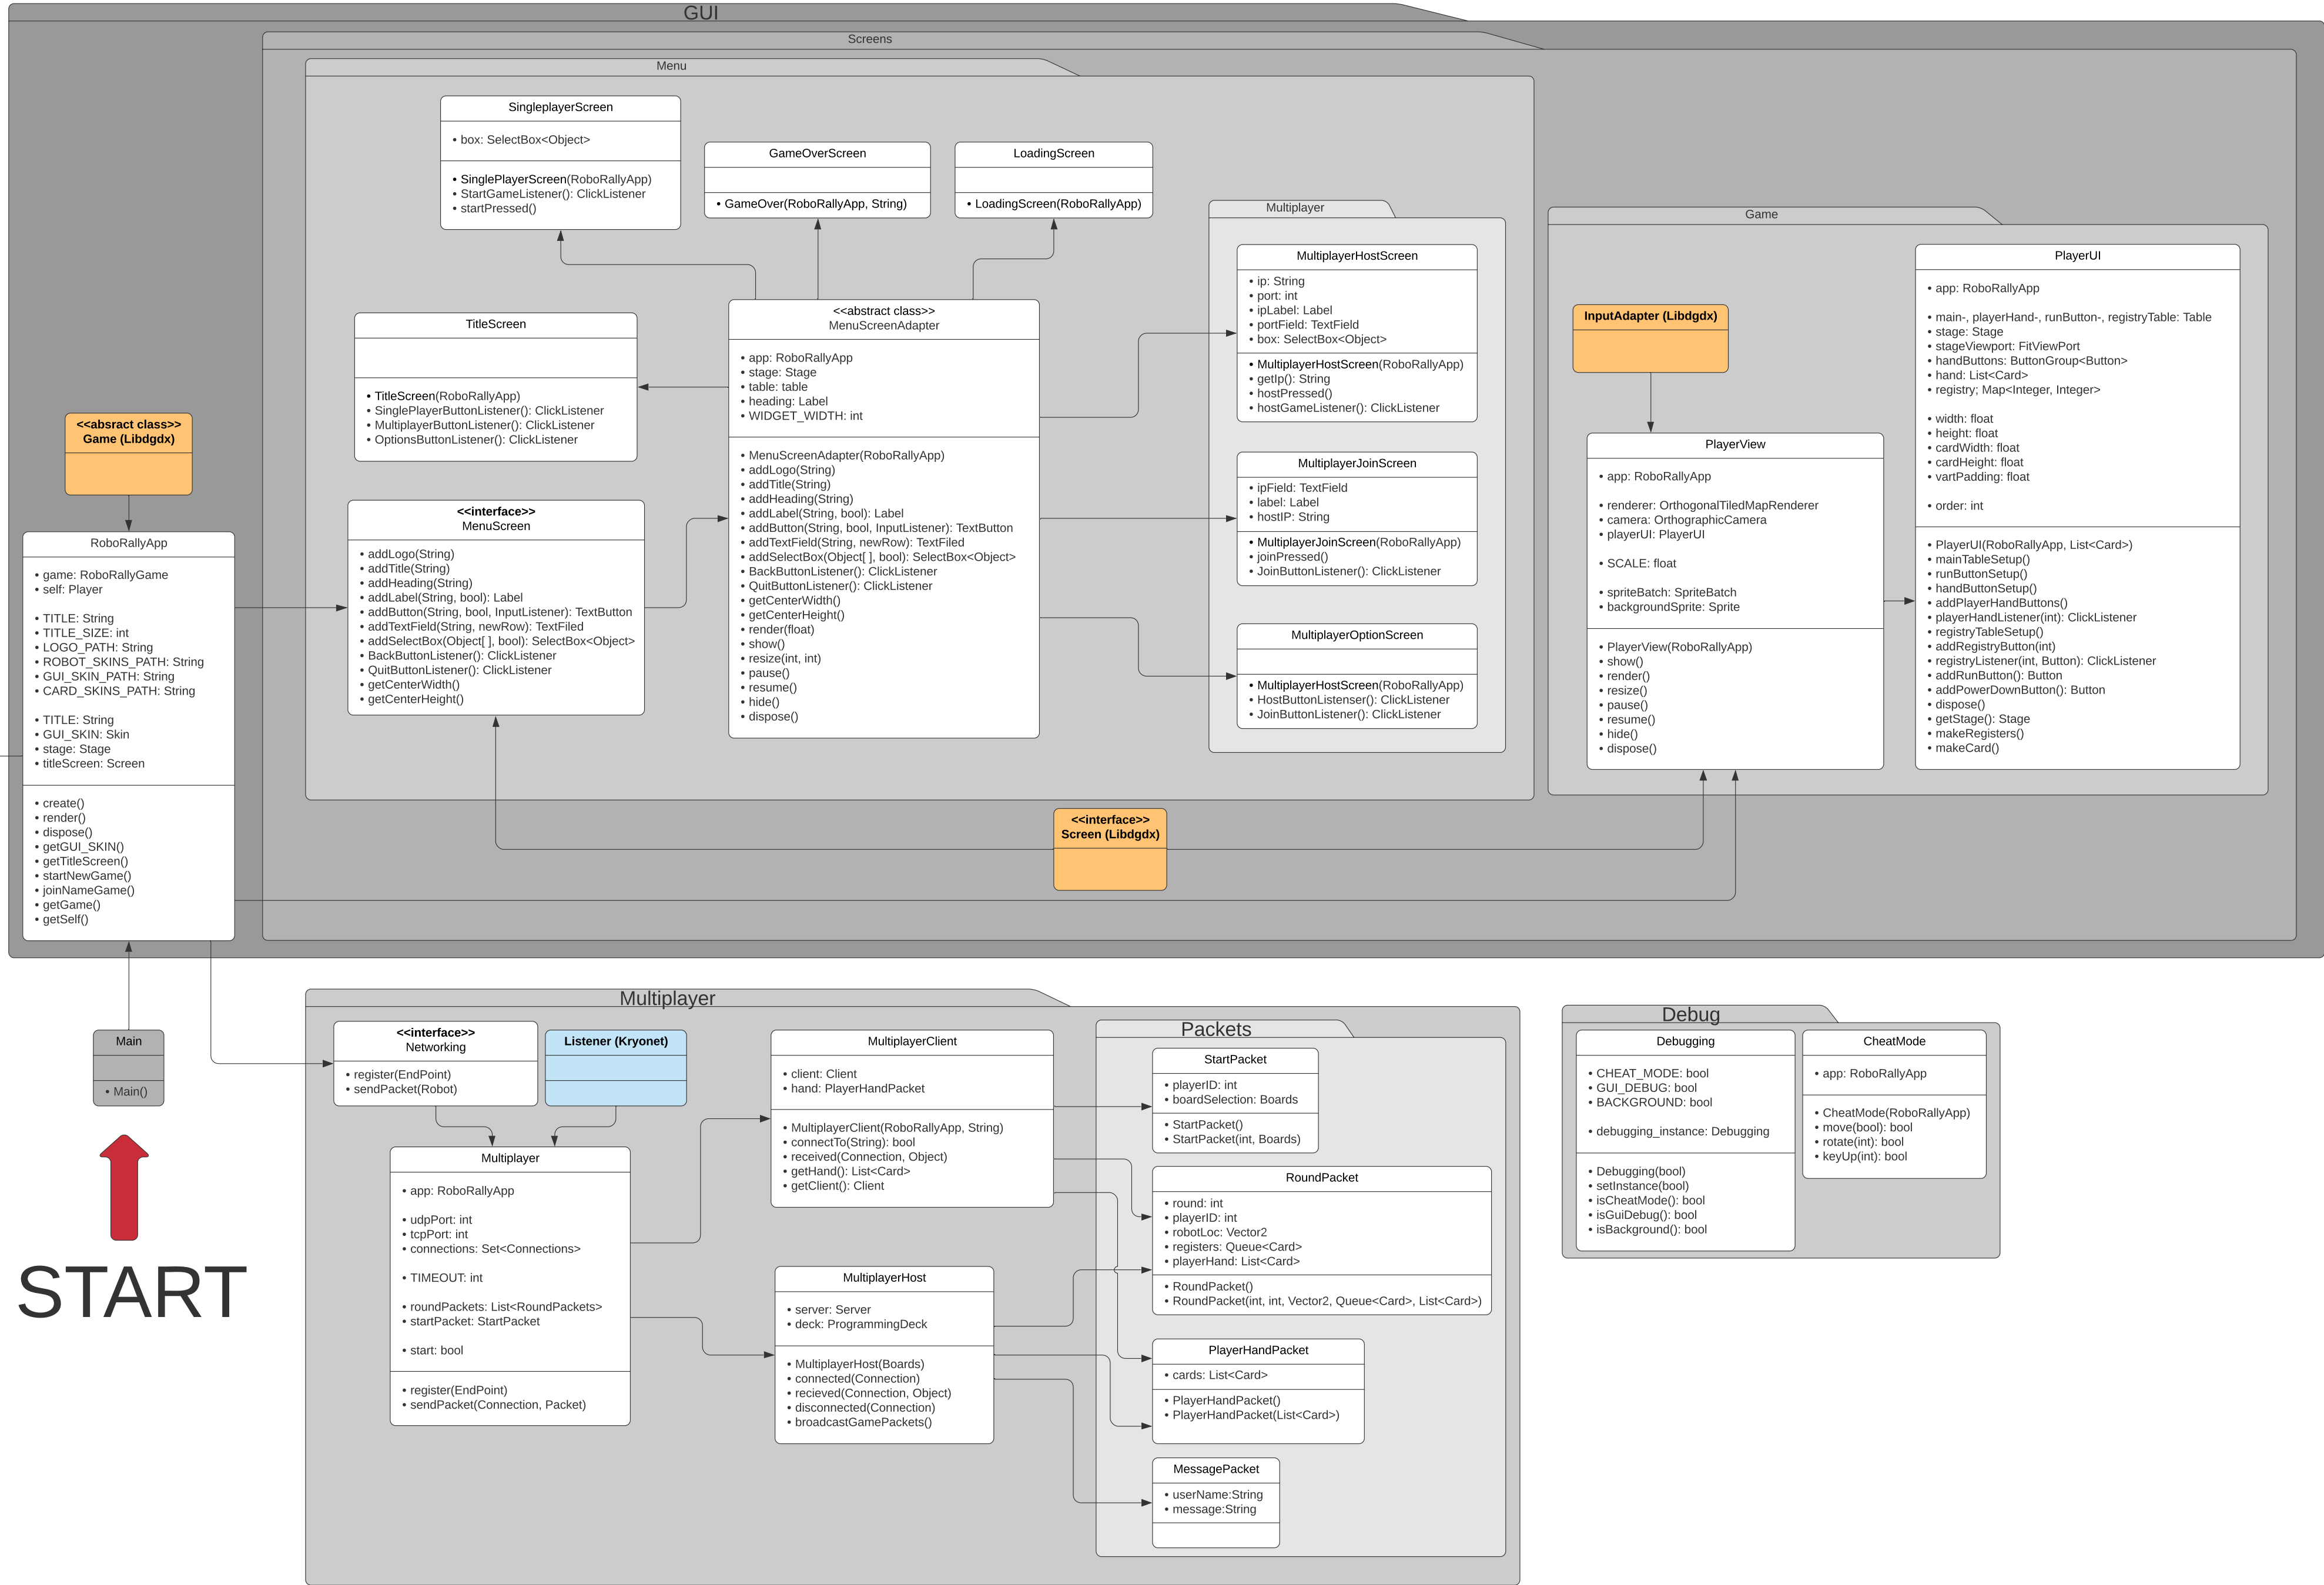 GUI
Screens
Menu
SingleplayerScreen
• box: SelectBox<Object>
• SinglePlayerScreen(RoboRallyApp)
• StartGameListener(): ClickListener
• startPressed()
GameOverScreen
• GameOver(RoboRallyApp, String)
LoadingScreen
• LoadingScreen(RoboRallyApp)
TitleScreen
• TitleScreen(RoboRallyApp)
• SinglePlayerButtonListener(): ClickListener
• MultiplayerButtonListener(): ClickListener
• OptionsButtonListener(): ClickListener
<<interface>>
MenuScreen
• addLogo(String)
• addTitle(String)
• addHeading(String)
• addLabel(String, bool): Label
• addButton(String, bool, InputListener): TextButton
• addTextField(String, newRow): TextFiled
• addSelectBox(Object[ ], bool): SelectBox<Object>
• BackButtonListener(): ClickListener
• QuitButtonListener(): ClickListener
• getCenterWidth()
• getCenterHeight()
<<abstract class>>
MenuScreenAdapter
• app: RoboRallyApp
• stage: Stage
• table: table
• heading: Label
• WIDGET_WIDTH: int
• MenuScreenAdapter(RoboRallyApp)
• addLogo(String)
• addTitle(String)
• addHeading(String)
• addLabel(String, bool): Label
• addButton(String, bool, InputListener): TextButton
• addTextField(String, newRow): TextFiled
• addSelectBox(Object[ ], bool): SelectBox<Object>
• BackButtonListener(): ClickListener
• QuitButtonListener(): ClickListener
• getCenterWidth()
• getCenterHeight()
• render(float)
• show()
• resize(int, int)
• pause()
• resume()
• hide()
• dispose()
Multiplayer
MultiplayerHostScreen
• ip: String
• port: int
• ipLabel: Label
• portField: TextField
• box: SelectBox<Object>
• MultiplayerHostScreen(RoboRallyApp)
• getIp(): String
• hostPressed()
• hostGameListener(): ClickListener
MultiplayerJoinScreen
• ipField: TextField
• label: Label
• hostIP: String
• MultiplayerJoinScreen(RoboRallyApp)
• joinPressed()
• JoinButtonListener(): ClickListener
MultiplayerOptionScreen
• MultiplayerHostScreen(RoboRallyApp)
• HostButtonListenser(): ClickListener
• JoinButtonListener(): ClickListener
Game
InputAdapter (Libdgdx)
PlayerView
• app: RoboRallyApp
• renderer: OrthogonalTiledMapRenderer
• camera: OrthographicCamera
• playerUI: PlayerUI
• SCALE: float
• spriteBatch: SpriteBatch
• backgroundSprite: Sprite
• PlayerView(RoboRallyApp)
• show()
• render()
• resize()
• pause()
• resume()
• hide()
• dispose()
PlayerUI
• app: RoboRallyApp
• main-, playerHand-, runButton-, registryTable: Table
• stage: Stage
• stageViewport: FitViewPort
• handButtons: ButtonGroup<Button>
• hand: List<Card>
• registry; Map<Integer, Integer>
• width: float
• height: float
• cardWidth: float
• cardHeight: float
• vartPadding: float
• order: int
• PlayerUI(RoboRallyApp, List<Card>)
• mainTableSetup()
• runButtonSetup()
• handButtonSetup()
• addPlayerHandButtons()
• playerHandListener(int): ClickListener
• registryTableSetup()
• addRegistryButton(int)
• registryListener(int, Button): ClickListener
• addRunButton(): Button
• addPowerDownButton(): Button
• dispose()
• getStage(): Stage
• makeRegisters()
• makeCard()
<<interface>>
Screen (Libdgdx)
<<absract class>>
Game (Libdgdx)
RoboRallyApp
• game: RoboRallyGame
• self: Player
• TITLE: String
• TITLE_SIZE: int
• LOGO_PATH: String
• ROBOT_SKINS_PATH: String
• GUI_SKIN_PATH: String
• CARD_SKINS_PATH: String
• TITLE: String
• GUI_SKIN: Skin
• stage: Stage
• titleScreen: Screen
• create()
• render()
• dispose()
• getGUI_SKIN()
• getTitleScreen()
• startNewGame()
• joinNameGame()
• getGame()
• getSelf()
Main
• Main()
START
Multiplayer
<<interface>>
Networking
• register(EndPoint)
• sendPacket(Robot)
Listener (Kryonet)
Multiplayer
• app: RoboRallyApp
• udpPort: int
• tcpPort: int
• connections: Set<Connections>
• TIMEOUT: int
• roundPackets: List<RoundPackets>
• startPacket: StartPacket
• start: bool
• register(EndPoint)
• sendPacket(Connection, Packet)
MultiplayerClient
• client: Client
• hand: PlayerHandPacket
• MultiplayerClient(RoboRallyApp, String)
• connectTo(String): bool
• received(Connection, Object)
• getHand(): List<Card>
• getClient(): Client
MultiplayerHost
• server: Server
• deck: ProgrammingDeck
• MultiplayerHost(Boards)
• connected(Connection)
• recieved(Connection, Object)
• disconnected(Connection)
• broadcastGamePackets()
Packets
StartPacket
• playerID: int
• boardSelection: Boards
• StartPacket()
• StartPacket(int, Boards)
RoundPacket
• round: int
• playerID: int
• robotLoc: Vector2
• registers: Queue<Card>
• playerHand: List<Card>
• RoundPacket()
• RoundPacket(int, int, Vector2, Queue<Card>, List<Card>)
PlayerHandPacket
• cards: List<Card>
• PlayerHandPacket()
• PlayerHandPacket(List<Card>)
MessagePacket
• userName:String
• message:String
Debug
Debugging
• CHEAT_MODE: bool
• GUI_DEBUG: bool
• BACKGROUND: bool
• debugging_instance: Debugging
• Debugging(bool)
• setInstance(bool)
• isCheatMode(): bool
• isGuiDebug(): bool
• isBackground(): bool
CheatMode
• app: RoboRallyApp
• CheatMode(RoboRallyApp)
• move(bool): bool
• rotate(int): bool
• keyUp(int): bool